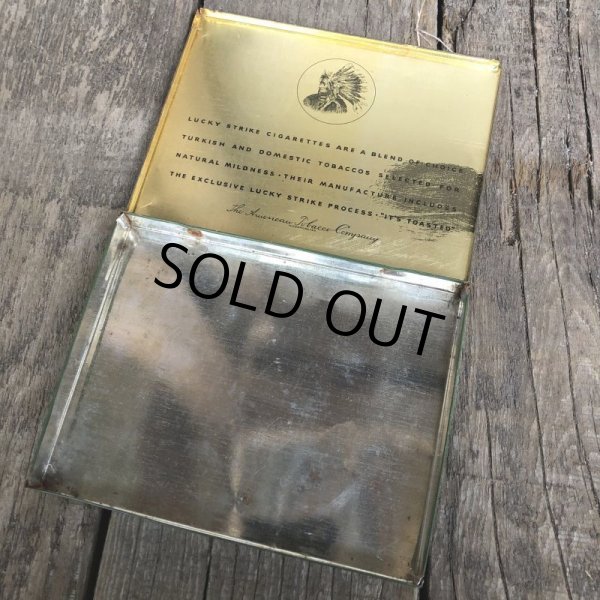 LUCKY STRIKE CIGARETTES ARE A BLEND OF CHOICE
TURKISH AND DOMESTIC TOBACCOS SELECTED FOR
NATURAL MILDNESS - THEIR MANUFACTURE INCLUDES
THE EXCLUSIVE LUCKY STRIKE PROCESS - "IT'S TOASTED"
The American Tobacco Company
SOLD OUT